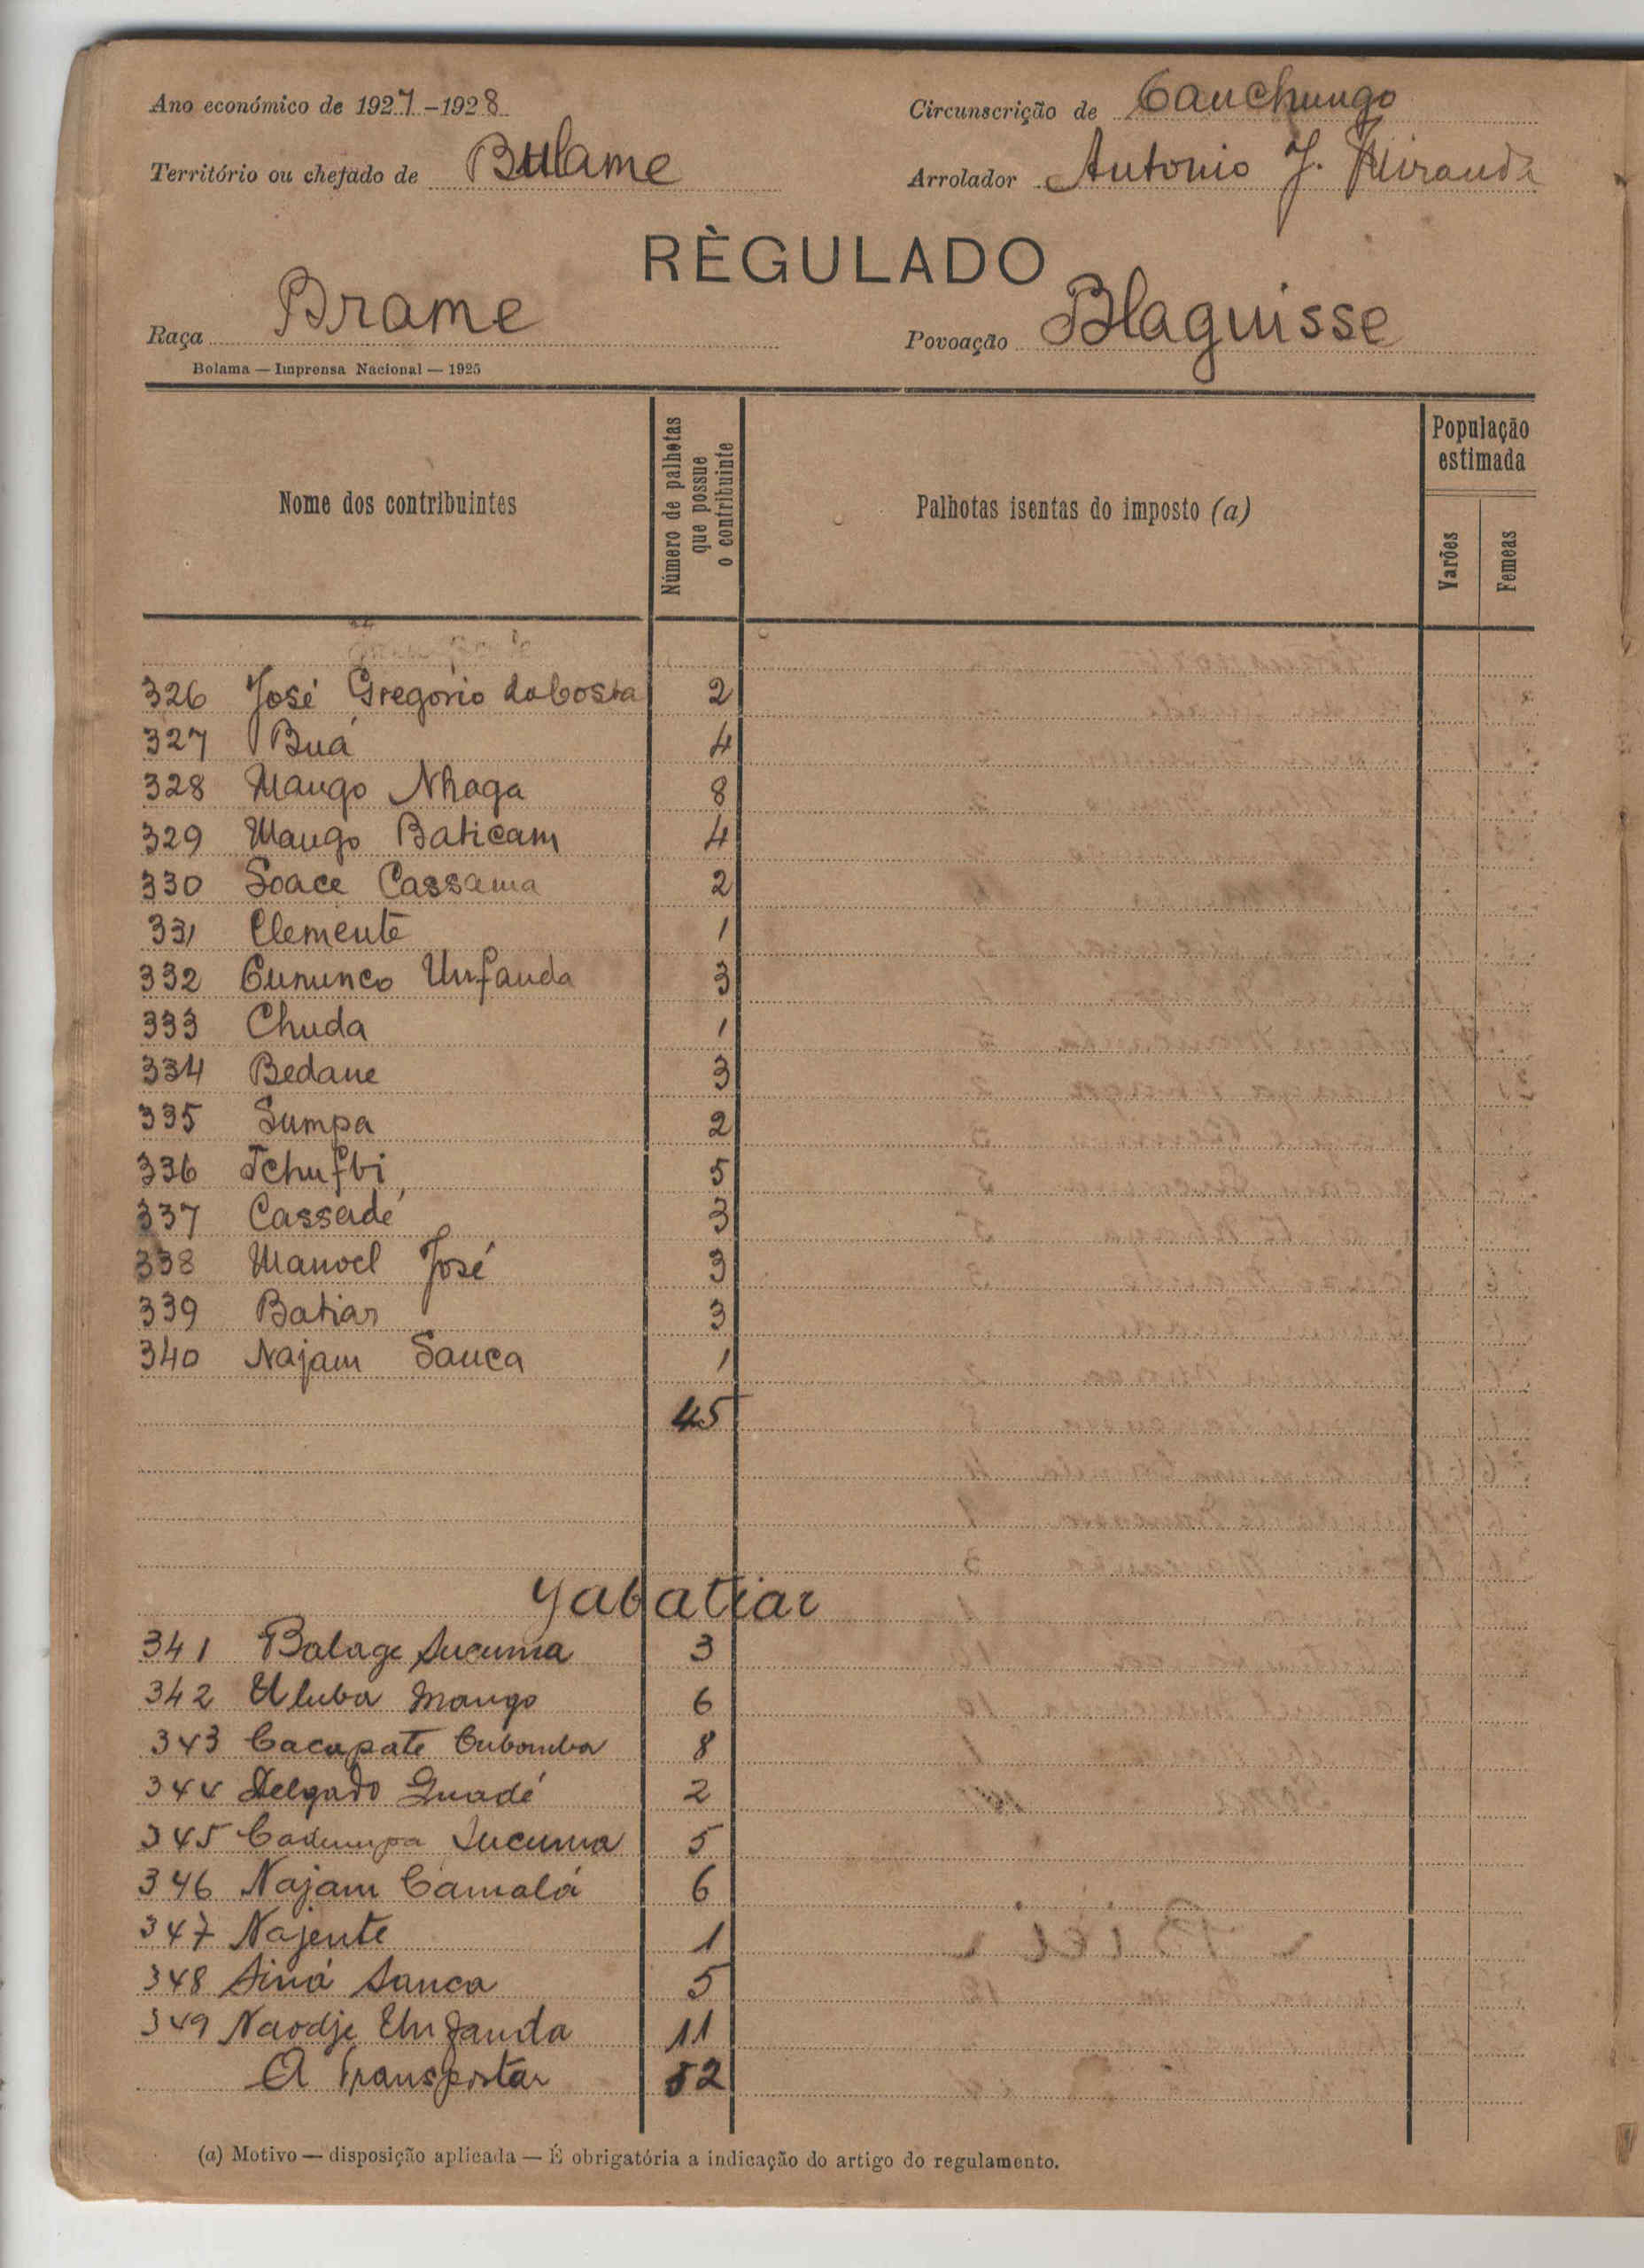 Ano económico de 1927-1928
Circunscrição de Canchungo
Território ou chefado de Bulame
Arrolador Antonio J. Miranda
RÈGULADO
Raça Brame
Povoação Blaguisse
Bolama — Imprensa Nacional — 1925
Nome dos contribuintes
Número de palhotas que possue o contribuinte
Palhotas isentas do imposto (a)
População estimada
Varões
Femeas
326 José Gregorio da Costa 2
327 Buá 4
328 Mango Nhaga 8
329 Mango Baticam 4
330 Soace Cassama 2
331 Clemente 1
332 Cununco Unfanda 3
333 Chuda 1
334 Bedane 3
335 Sumpa 2
336 Tchufbi 5
337 Cassadé 3
338 Manoel José 3
339 Batiar 3
340 Najam Sanca 1
45
Yabatiar
341 Balage Sucuma 3
342 Uluba Mango 6
343 Cacapate Cubomba 8
344 Delgado Quadé 2
345 Cadumpa Sucuma 5
346 Najam Camalá 6
347 Najente 1
348 Siná Sanca 5
349 Naodje Unfanda 11
A Transportar 52
(a) Motivo — disposição aplicada — É obrigatória a indicação do artigo do regulamento.